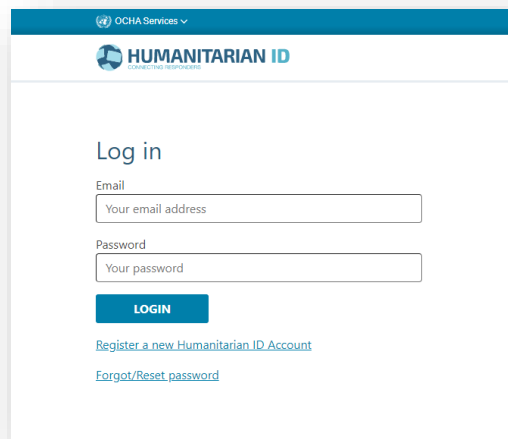 OCHA Services
HUMANITARIAN ID
CONNECTING RESPONDERS
Log in
Email
Your email address
Password
Your password
LOGIN
Register a new Humanitarian ID Account
Forgot/Reset password